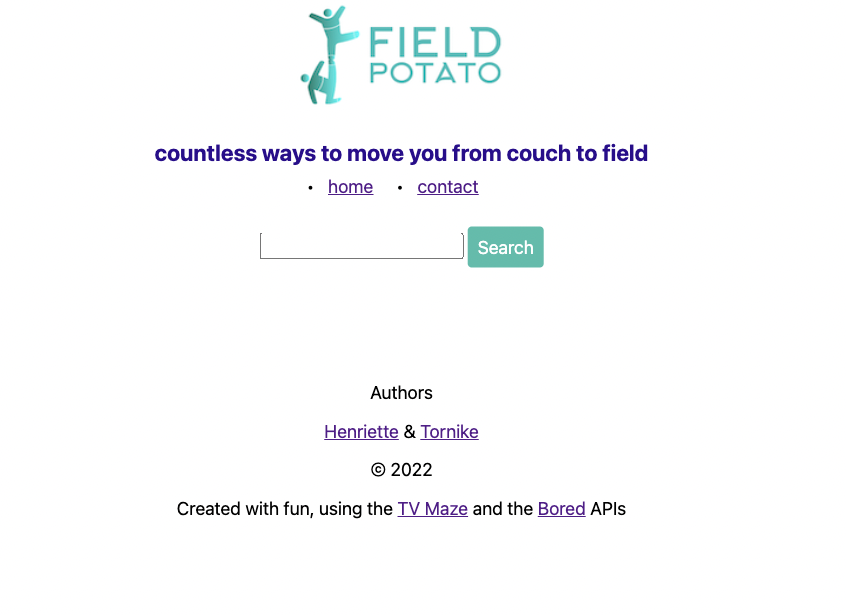 FIELD
POTATO
countless ways to move you from couch to field
• home • contact
Search
Authors
Henriette & Tornike
© 2022
Created with fun, using the TV Maze and the Bored APIs